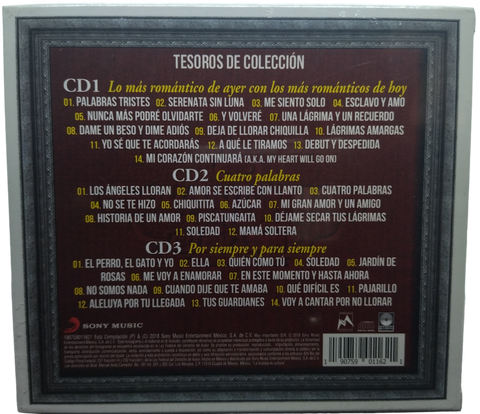 TESOROS DE COLECCIÓN
CD1 Lo más romántico de ayer con los más románticos de hoy
01. PALABRAS TRISTES 02. SERENATA SIN LUNA 03. ME SIENTO SOLO 04. ESCLAVO Y AMO
05. NUNCA MÁS PODRÉ OLVIDARTE 06. Y VOLVERÉ 07. UNA LÁGRIMA Y UN RECUERDO
08. DAME UN BESO Y DIME ADIÓS 09. DEJA DE LLORAR CHIQUILLA 10. LÁGRIMAS AMARGAS
11. YO SÉ QUE TE ACORDARÁS 12. A QUÉ LE TIRAMOS 13. DEBUT Y DESPEDIDA
14. MI CORAZÓN CONTINUARÁ (A.K.A. MY HEART WILL GO ON)
CD2 Cuatro palabras
01. LOS ÁNGELES LLORAN 02. AMOR SE ESCRIBE CON LLANTO 03. CUATRO PALABRAS
04. NO SE TE HIZO 05. CHIQUITITA 06. AZÚCAR 07. MI GRAN AMOR Y UN AMIGO
08. HISTORIA DE UN AMOR 09. PISCATUNGAITA 10. DÉJAME SECAR TUS LÁGRIMAS
11. SOLEDAD 12. MAMÁ SOLTERA
CD3 Por siempre y para siempre
01. EL PERRO, EL GATO Y YO 02. ELLA 03. QUIÉN COMO TÚ 04. SOLEDAD 05. JARDÍN DE
ROSAS 06. ME VOY A ENAMORAR 07. EN ESTE MOMENTO Y HASTA AHORA
08. NO SOMOS NADA 09. CUANDO DIJE QUE TE AMABA 10. QUÉ DIFÍCIL ES 11. PAJARILLO
12. ALELUYA POR TU LLEGADA 13. TUS GUARDIANES 14. VOY A CANTAR POR NO LLORAR
SONY MUSIC
1 90759 01162 1